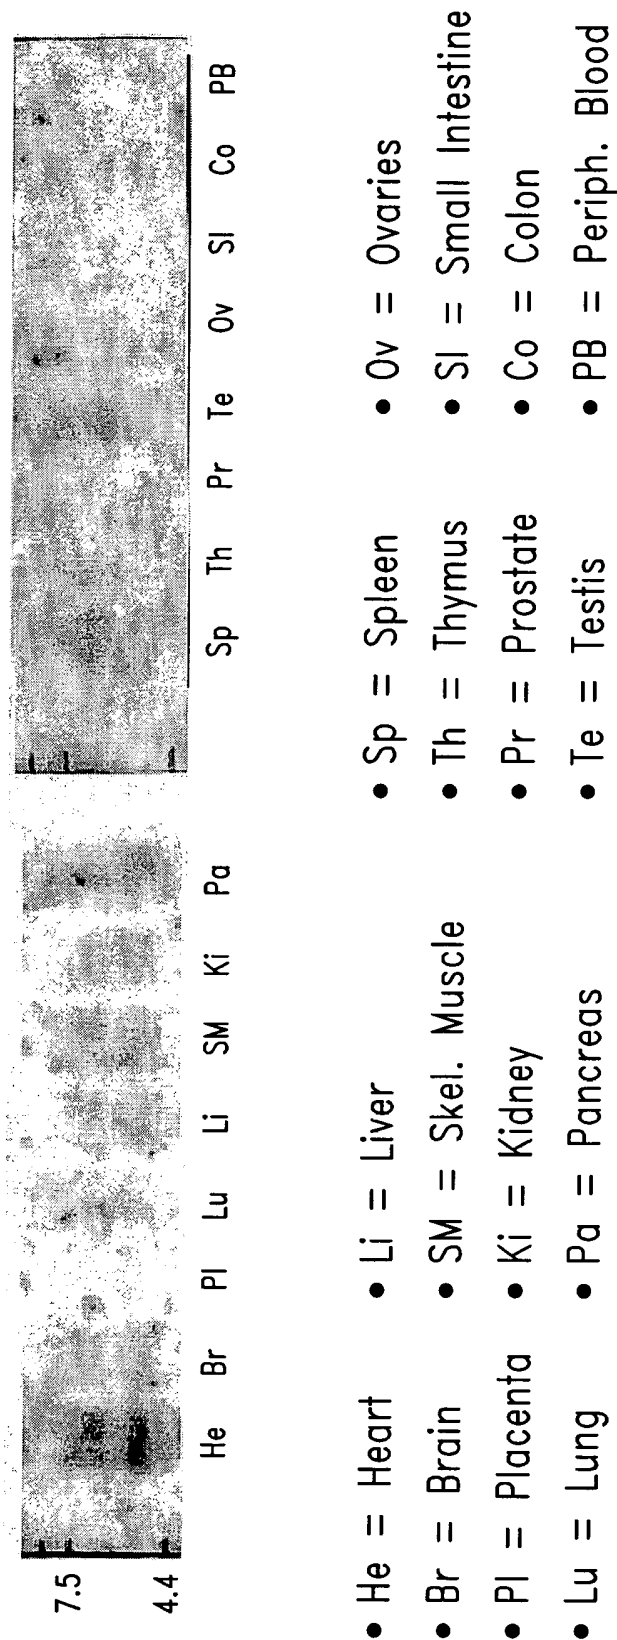 7.5
4.4
He Br Pl Lu Li SM Ki Pa Sp Th Pr Te Ov SI Co PB
• He = Heart
• Br = Brain
• Pl = Placenta
• Lu = Lung
• Li = Liver
• SM = Skel. Muscle
• Ki = Kidney
• Pa = Pancreas
• Sp = Spleen
• Th = Thymus
• Pr = Prostate
• Te = Testis
• Ov = Ovaries
• SI = Small Intestine
• Co = Colon
• PB = Periph. Blood